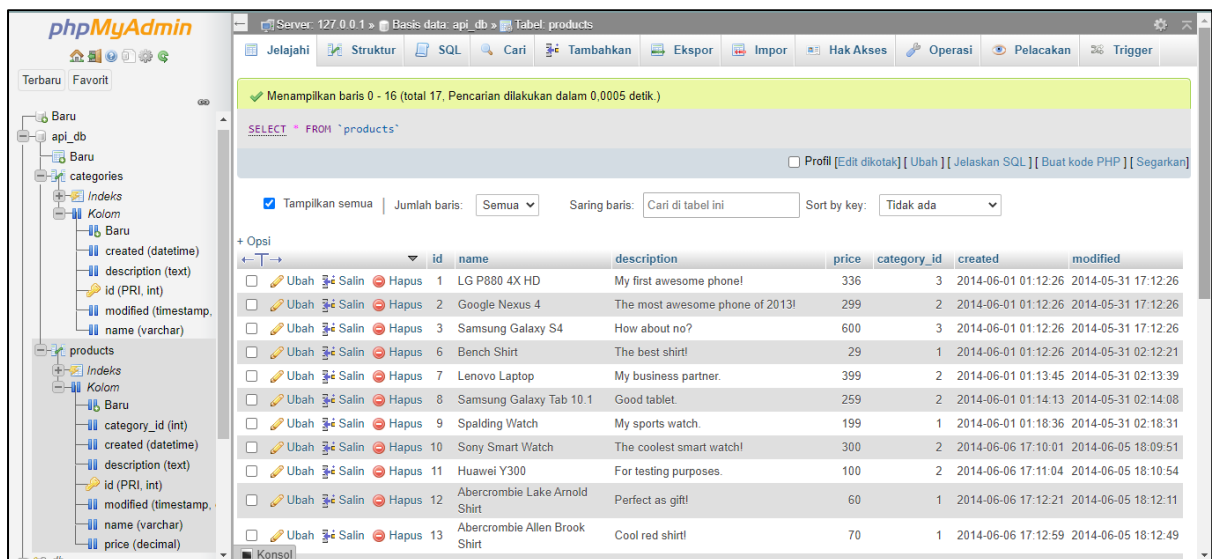 phpMyAdmin
Server: 127.0.0.1 » Basis data: api_db » Tabel: products
Jelajahi Struktur SQL Cari Tambahkan Ekspor Impor Hak Akses Operasi Pelacakan Trigger
Terbaru Favorit
Baru
api_db
Baru
categories
Indeks
Kolom
Baru
created (datetime)
description (text)
id (PRI, int)
modified (timestamp,
name (varchar)
products
Indeks
Kolom
Baru
category_id (int)
created (datetime)
description (text)
id (PRI, int)
modified (timestamp,
name (varchar)
price (decimal)
Menampilkan baris 0 - 16 (total 17, Pencarian dilakukan dalam 0,0005 detik.)
SELECT * FROM `products`
Profil [Edit dikotak] [ Ubah ] [ Jelaskan SQL ] [ Buat kode PHP ] [ Segarkan]
Tampilkan semua | Jumlah baris: Semua Saring baris: Cari di tabel ini Sort by key: Tidak ada
+ Opsi
←T→ id name description price category_id created modified
Ubah Salin Hapus 1 LG P880 4X HD My first awesome phone! 336 3 2014-06-01 01:12:26 2014-05-31 17:12:26
Ubah Salin Hapus 2 Google Nexus 4 The most awesome phone of 2013! 299 2 2014-06-01 01:12:26 2014-05-31 17:12:26
Ubah Salin Hapus 3 Samsung Galaxy S4 How about no? 600 3 2014-06-01 01:12:26 2014-05-31 17:12:26
Ubah Salin Hapus 6 Bench Shirt The best shirt! 29 1 2014-06-01 01:12:26 2014-05-31 02:12:21
Ubah Salin Hapus 7 Lenovo Laptop My business partner. 399 2 2014-06-01 01:13:45 2014-05-31 02:13:39
Ubah Salin Hapus 8 Samsung Galaxy Tab 10.1 Good tablet. 259 2 2014-06-01 01:14:13 2014-05-31 02:14:08
Ubah Salin Hapus 9 Spalding Watch My sports watch. 199 1 2014-06-01 01:18:36 2014-05-31 02:18:31
Ubah Salin Hapus 10 Sony Smart Watch The coolest smart watch! 300 2 2014-06-06 17:10:01 2014-06-05 18:09:51
Ubah Salin Hapus 11 Huawei Y300 For testing purposes. 100 2 2014-06-06 17:11:04 2014-06-05 18:10:54
Ubah Salin Hapus 12 Abercrombie Lake Arnold Shirt Perfect as gift! 60 1 2014-06-06 17:12:21 2014-06-05 18:12:11
Ubah Salin Hapus 13 Abercrombie Allen Brook Shirt Cool red shirt! 70 1 2014-06-06 17:12:59 2014-06-05 18:12:49
Konsol